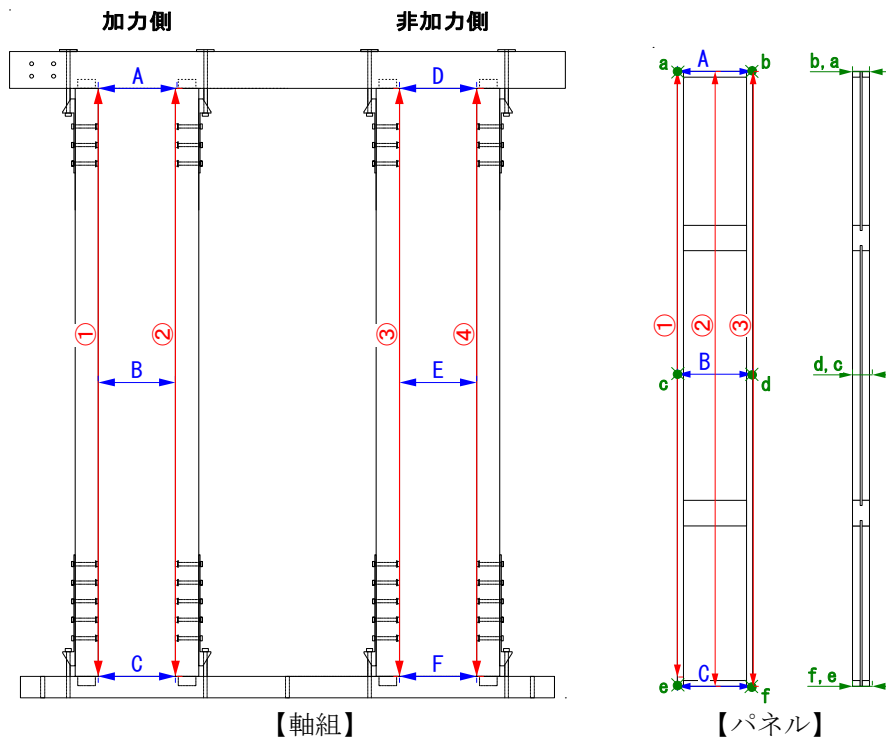 加力側 非加力側
A D
① ② ③ ④
B E
C F
【軸組】
a A b b,a
① ② ③
c B d d,c
e C f f,e
【パネル】